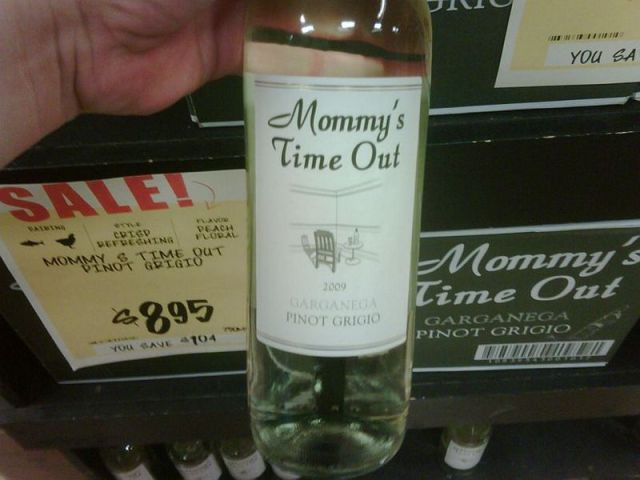 YOU SA
SALE!
PAIRING
STYLE
CRISP
REFRESHING
FLAVOR
PEACH
FLORAL
MOMMY S TIME OUT
PINOT GRIGIO
$895
YOU SAVE $104
Mommy's
Time Out
2009
GARGANEGA
PINOT GRIGIO
Mommy's
Time Out
GARGANEGA
PINOT GRIGIO